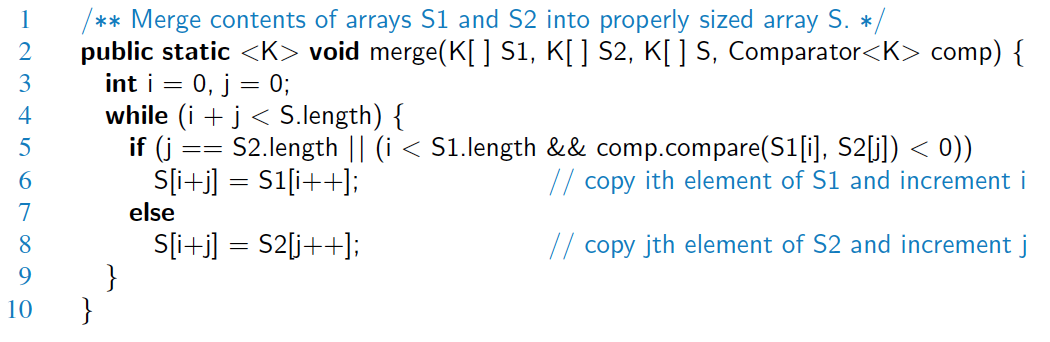 1 /** Merge contents of arrays S1 and S2 into properly sized array S. */
2 public static <K> void merge(K[ ] S1, K[ ] S2, K[ ] S, Comparator<K> comp) {
3 int i = 0, j = 0;
4 while (i + j < S.length) {
5 if (j == S2.length || (i < S1.length && comp.compare(S1[i], S2[j]) < 0))
6 S[i+j] = S1[i++]; // copy ith element of S1 and increment i
7 else
8 S[i+j] = S2[j++]; // copy jth element of S2 and increment j
9 }
10 }